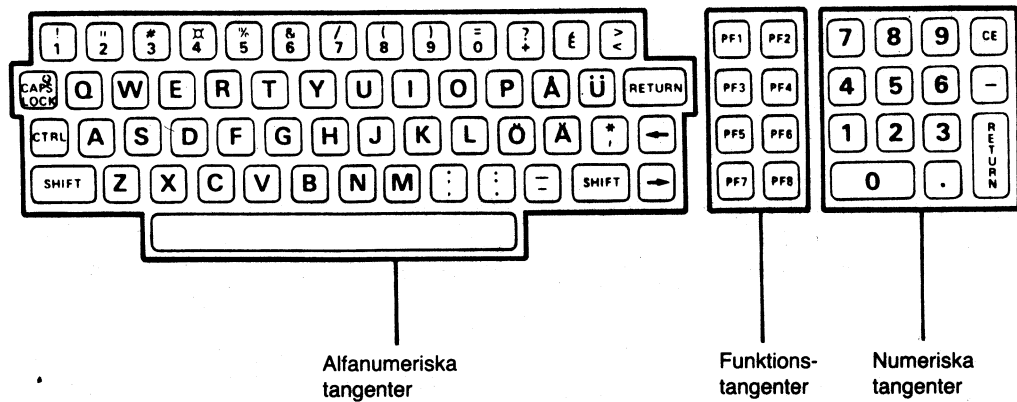 ! " # ¤ % & / ( ) = ? É >
1 2 3 4 5 6 7 8 9 0 + <
CAPS LOCK Q W E R T Y U I O P Å Ü RETURN
CTRL A S D F G H J K L Ö Ä * ' ←
SHIFT Z X C V B N M ; , : . _ - SHIFT →
PF1 PF2
PF3 PF4
PF5 PF6
PF7 PF8
7 8 9 CE
4 5 6 –
1 2 3 RETURN
0 .
Alfanumeriska
tangenter
Funktions-
tangenter
Numeriska
tangenter